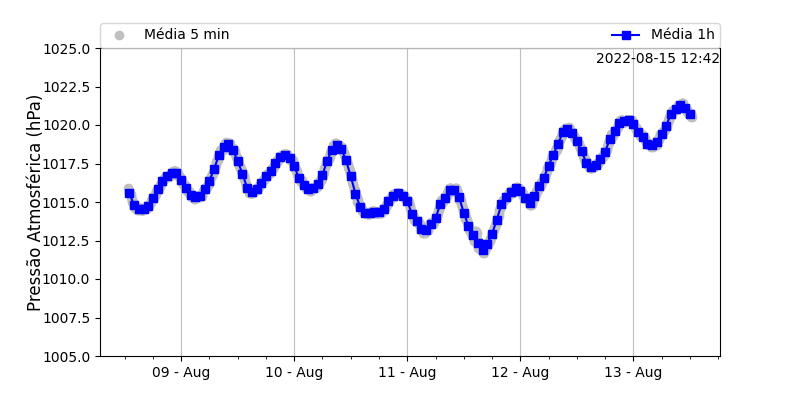 Média 5 min
Média 1h
2022-08-15 12:42
Pressão Atmosférica (hPa)
1025.0
1022.5
1020.0
1017.5
1015.0
1012.5
1010.0
1007.5
1005.0
09 - Aug
10 - Aug
11 - Aug
12 - Aug
13 - Aug